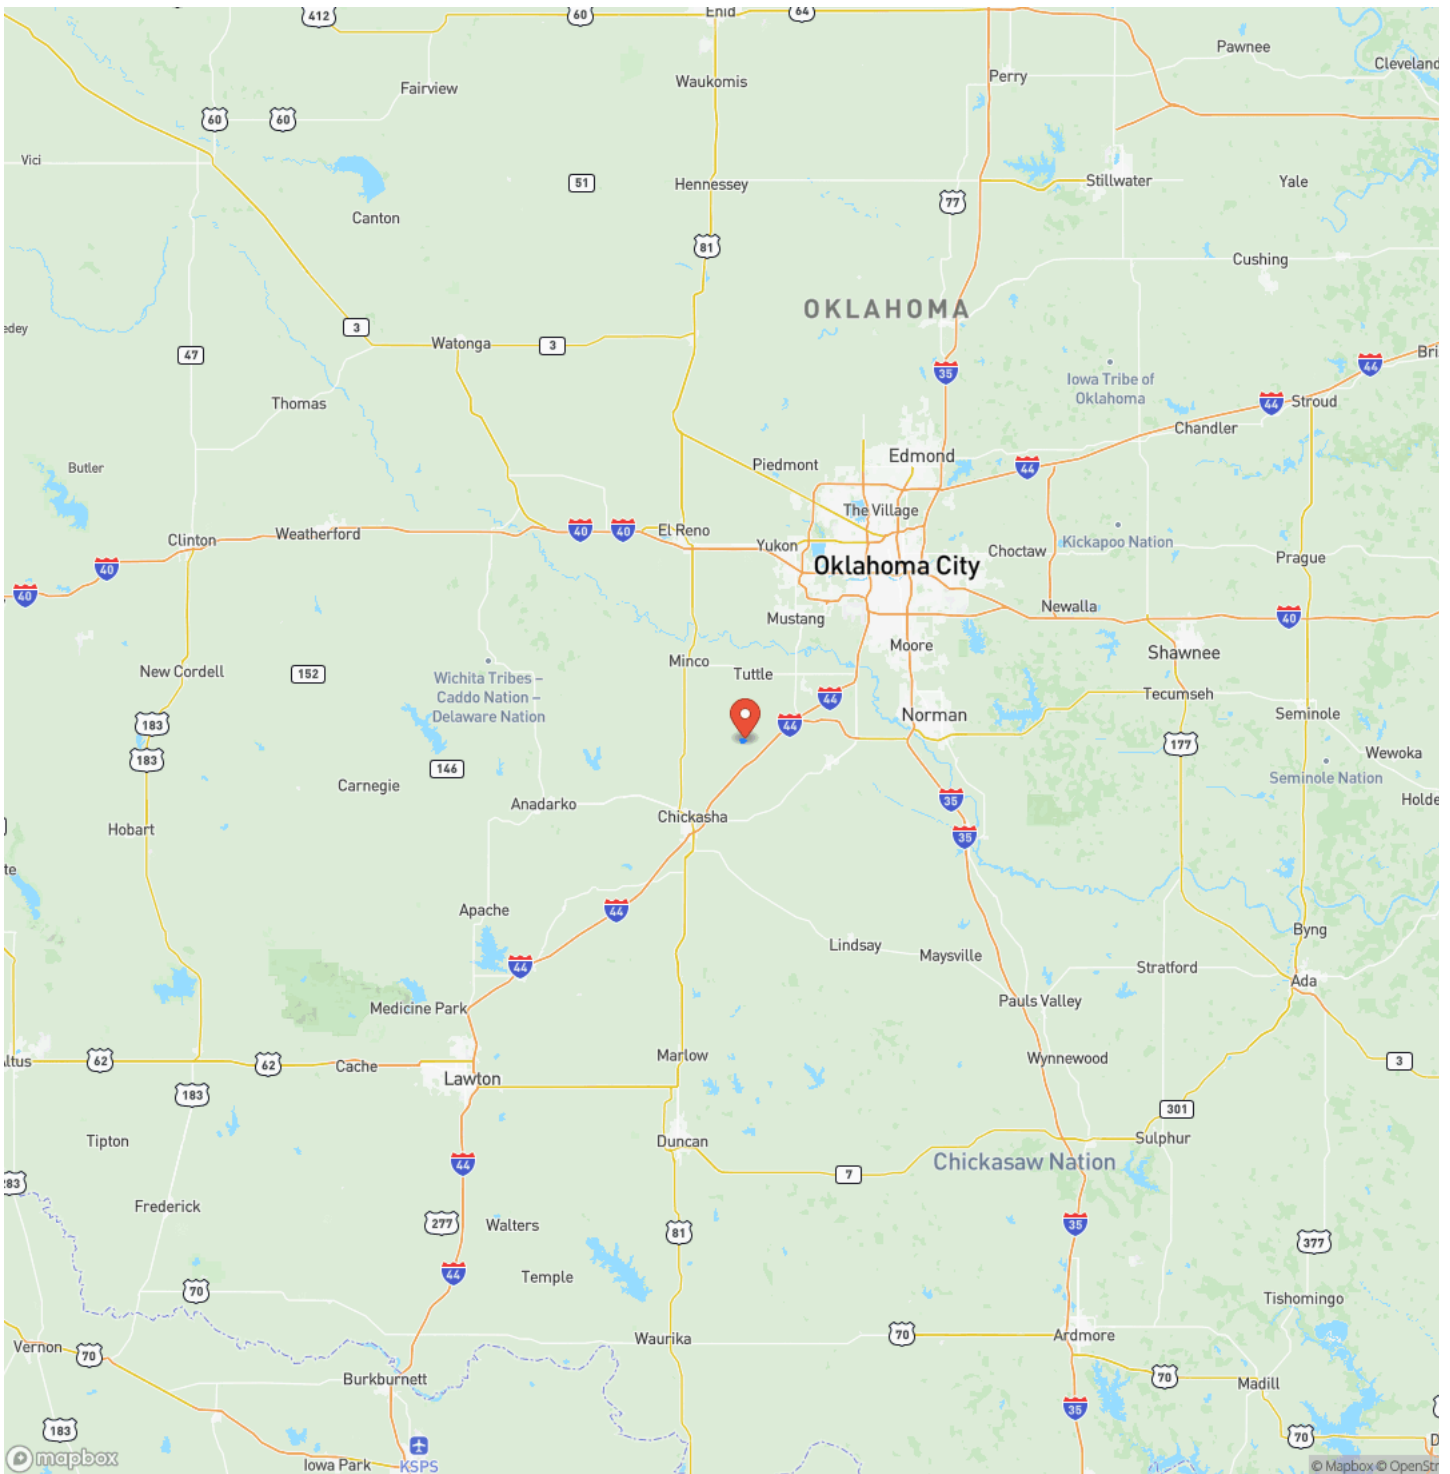 412
60
Enid
64
Pawnee
Cleveland
Waukomis
Perry
Fairview
60
60
Vici
51
Hennessey
Stillwater
Yale
77
Canton
81
Cushing
OKLAHOMA
3
edey
Watonga
3
47
35
44
Bri
Iowa Tribe of
Oklahoma
Thomas
44
Stroud
Chandler
Edmond
Piedmont
44
Butler
The Village
El Reno
40
40
Weatherford
Clinton
Yukon
Kickapoo Nation
Choctaw
Prague
40
Oklahoma City
40
Newalla
40
Mustang
Moore
Shawnee
Minco
New Cordell
152
Tuttle
Wichita Tribes –
Caddo Nation –
Delaware Nation
Tecumseh
44
Norman
Seminole
183
44
177
183
Wewoka
146
Seminole Nation
Carnegie
35
Holde
Anadarko
Chickasha
Hobart
35
te
Apache
44
Byng
Lindsay
Maysville
44
Stratford
Ada
Medicine Park
Pauls Valley
Marlow
Wynnewood
ltus
62
62
Cache
3
Lawton
183
301
Tipton
Duncan
Sulphur
Chickasaw Nation
44
7
283
Frederick
277
Walters
35
81
377
44
Temple
70
Tishomingo
Waurika
70
Ardmore
Vernon
70
Burkburnett
70
Madill
35
183
70
D
mapbox
Iowa Park
KSPS
© Mapbox © OpenStr